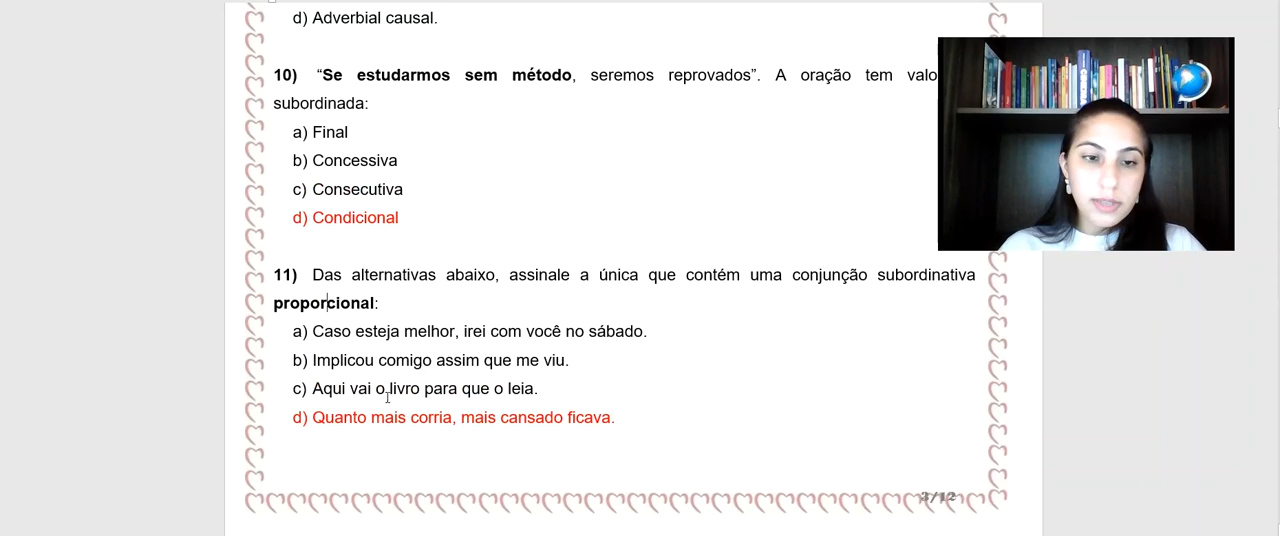 d) Adverbial causal.
10) “Se estudarmos sem método, seremos reprovados”. A oração tem valo
subordinada:
a) Final
b) Concessiva
c) Consecutiva
d) Condicional
11) Das alternativas abaixo, assinale a única que contém uma conjunção subordinativa
proporcional:
a) Caso esteja melhor, irei com você no sábado.
b) Implicou comigo assim que me viu.
c) Aqui vai o livro para que o leia.
d) Quanto mais corria, mais cansado ficava.
3/12